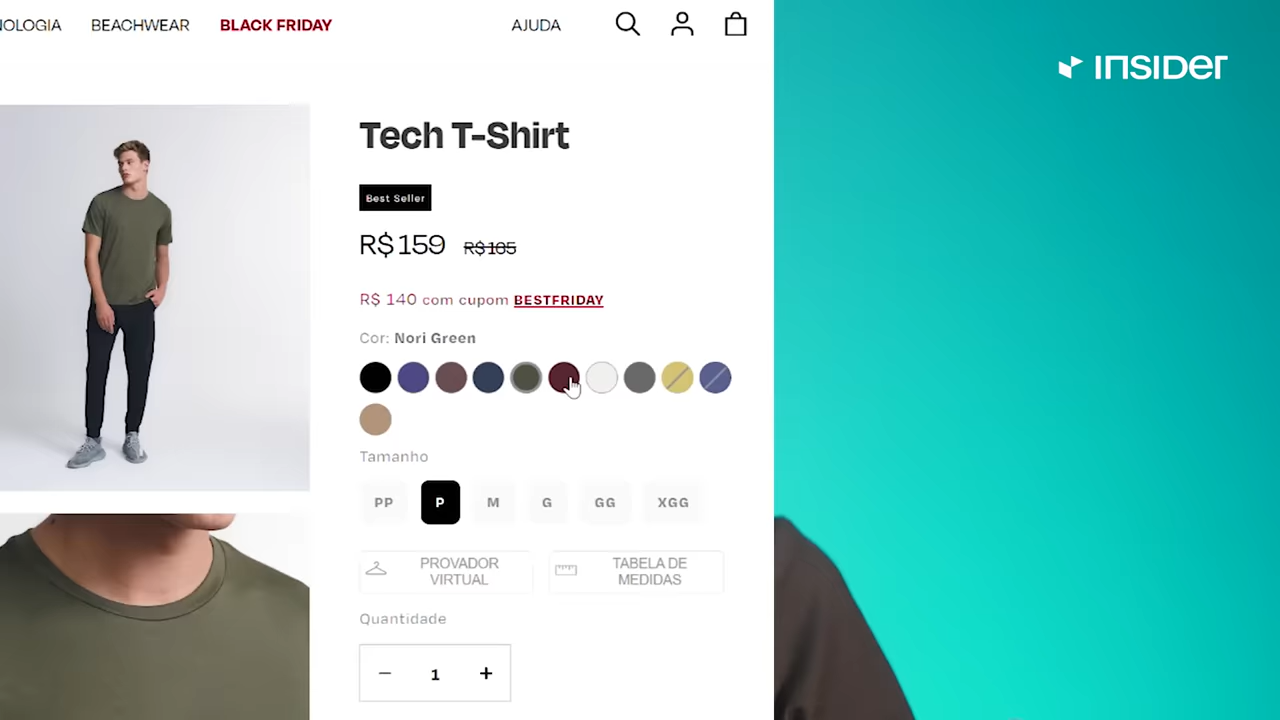 NOLOGIA BEACHWEAR BLACK FRIDAY AJUDA
INSIDER
Tech T-Shirt
Best Seller
R$159 R$185
R$ 140 com cupom BESTFRIDAY
Cor: Nori Green
Tamanho
PP P M G GG XGG
PROVADOR
VIRTUAL
TABELA DE
MEDIDAS
Quantidade
− 1 +